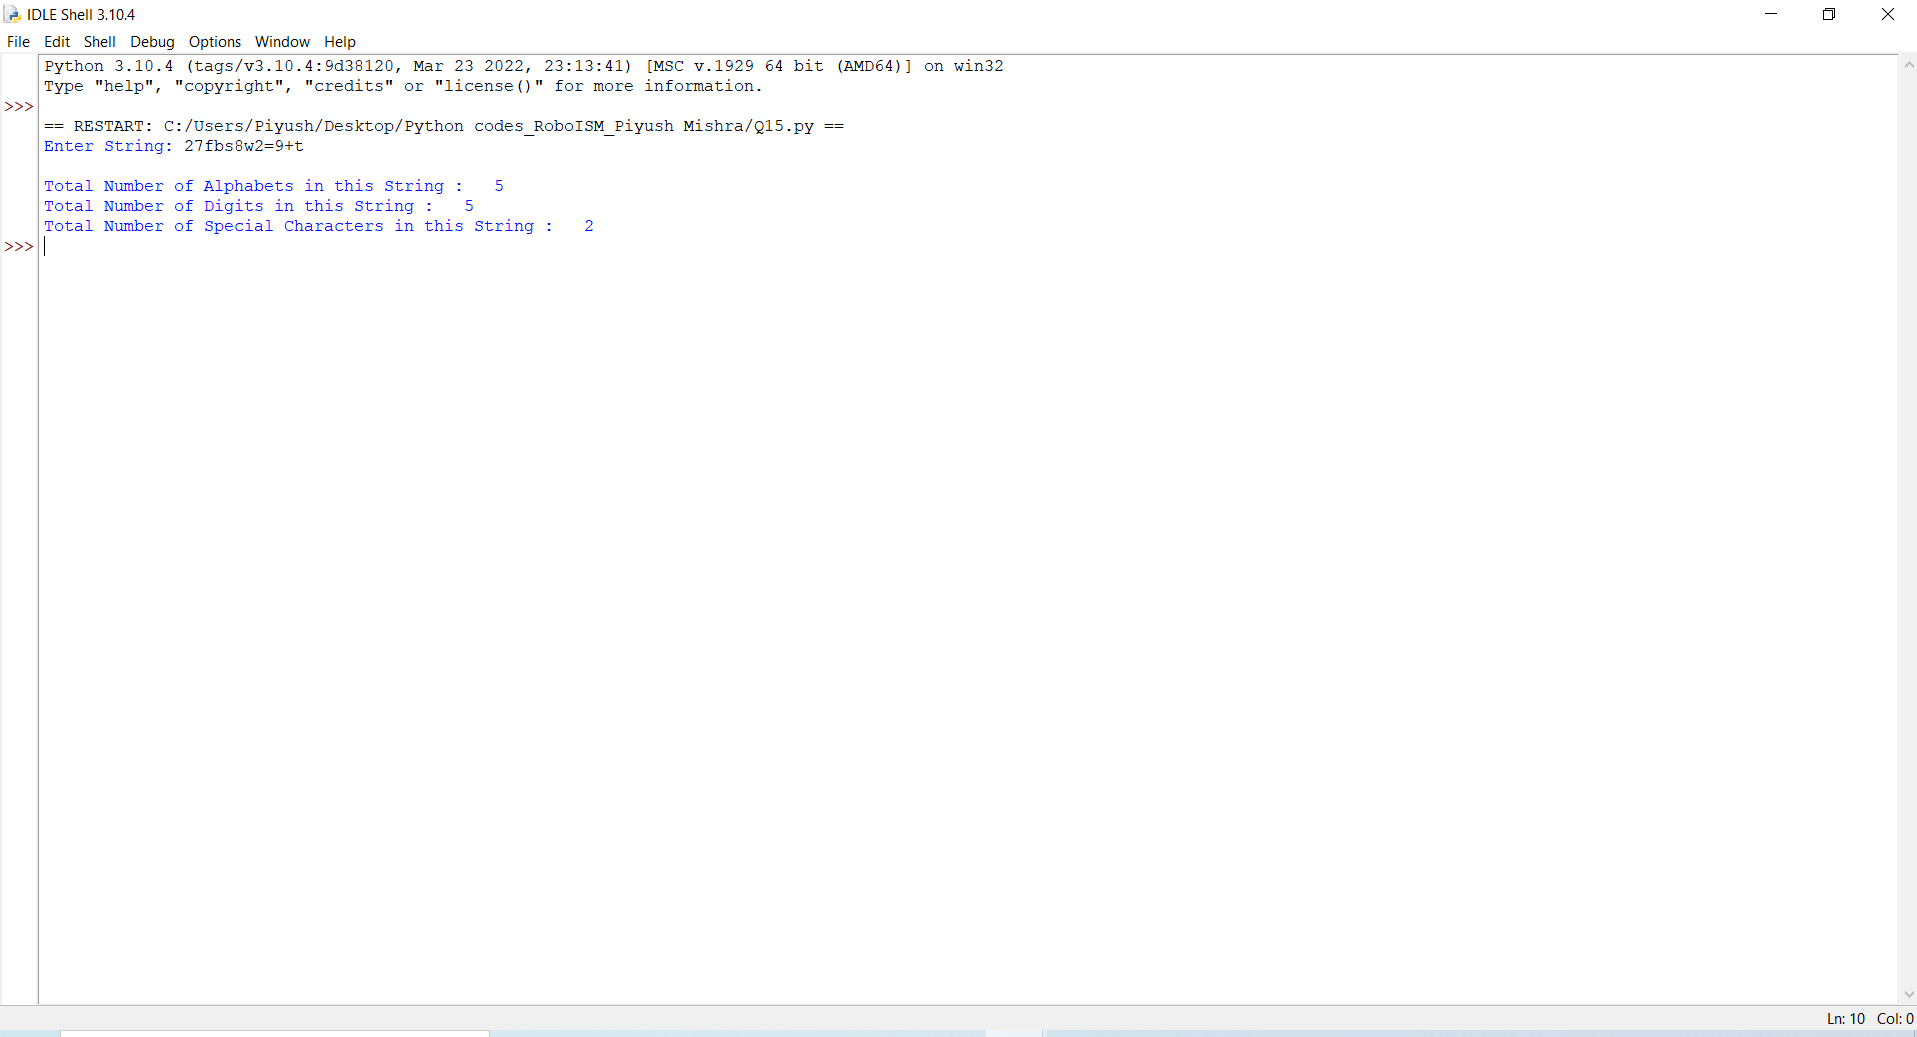 IDLE Shell 3.10.4
File Edit Shell Debug Options Window Help
Python 3.10.4 (tags/v3.10.4:9d38120, Mar 23 2022, 23:13:41) [MSC v.1929 64 bit (AMD64)] on win32
Type "help", "copyright", "credits" or "license()" for more information.
>>>
== RESTART: C:/Users/Piyush/Desktop/Python codes_RoboISM_Piyush Mishra/Q15.py ==
Enter String: 27fbs8w2=9+t
Total Number of Alphabets in this String :   5
Total Number of Digits in this String :   5
Total Number of Special Characters in this String :   2
>>>
Ln: 10 Col: 0